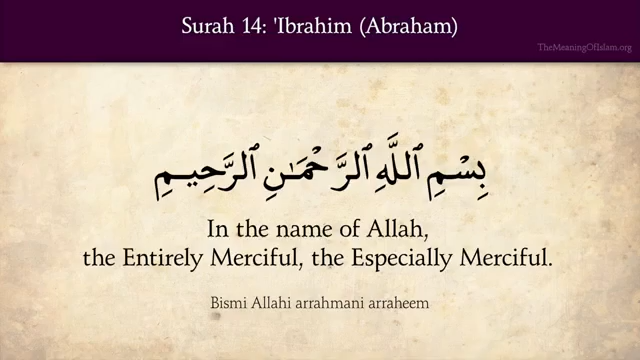 Surah 14: 'Ibrahim (Abraham)
TheMeaningOfIslam.org
بِسْمِ ٱللَّهِ ٱلرَّحْمَـٰنِ ٱلرَّحِيمِ
In the name of Allah,
the Entirely Merciful, the Especially Merciful.
Bismi Allahi arrahmani arraheem